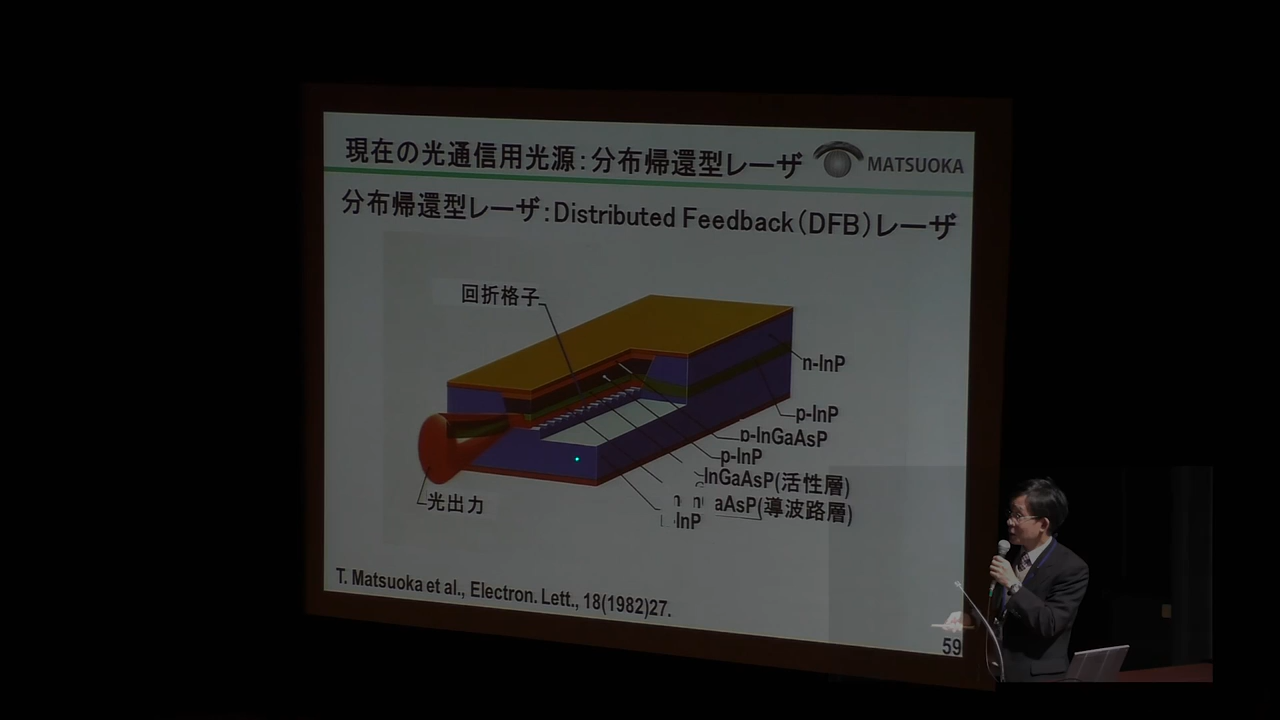 現在の光通信用光源：分布帰還型レーザ
MATSUOKA
分布帰還型レーザ：Distributed Feedback（DFB）レーザ
回折格子
n-InP
p-InP
p-InGaAsP
p-InP
InGaAsP(活性層)
aAsP(導波路層)
InP
光出力
T. Matsuoka et al., Electron. Lett., 18(1982)27.
59